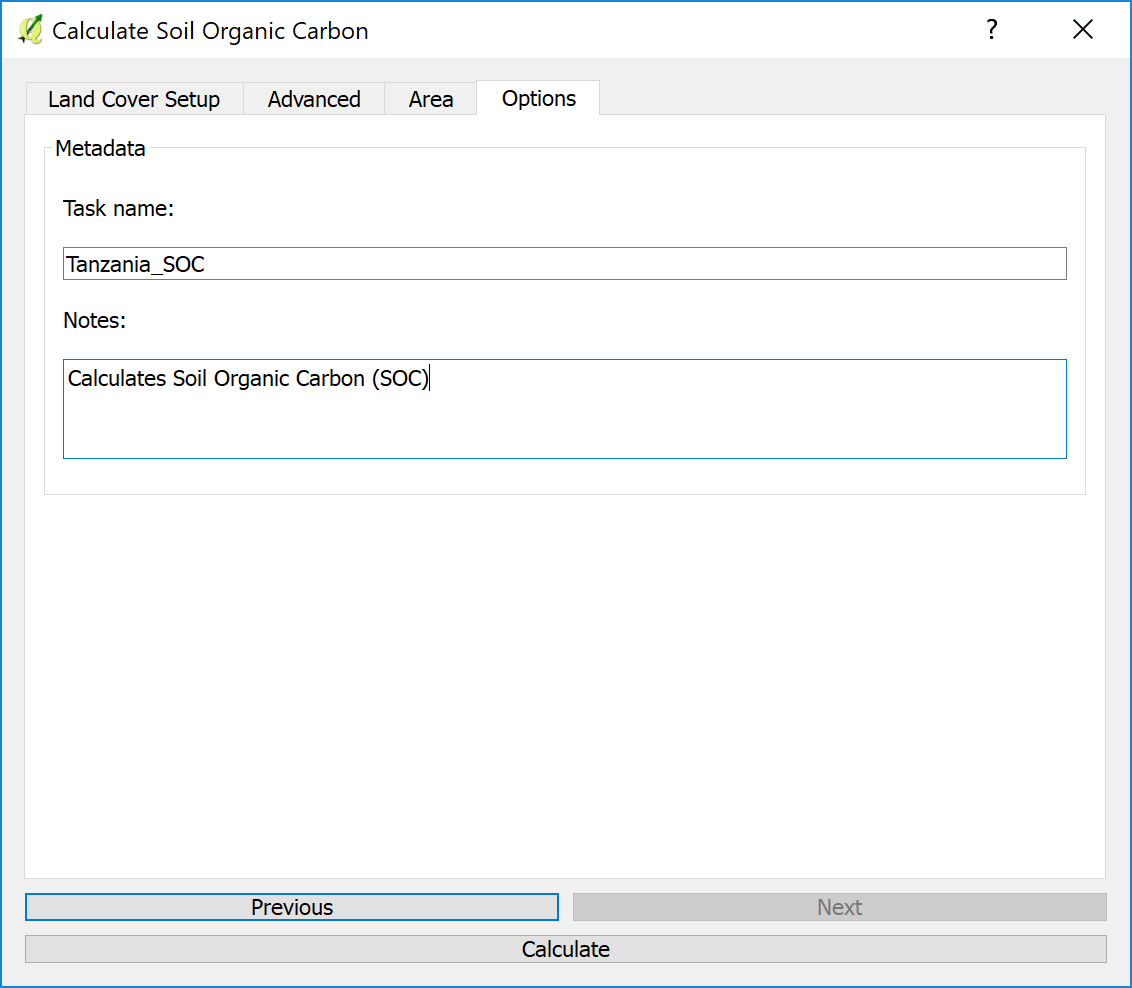 Calculate Soil Organic Carbon
?
Land Cover Setup Advanced Area Options
Metadata
Task name:
Tanzania_SOC
Notes:
Calculates Soil Organic Carbon (SOC)
Previous Next
Calculate